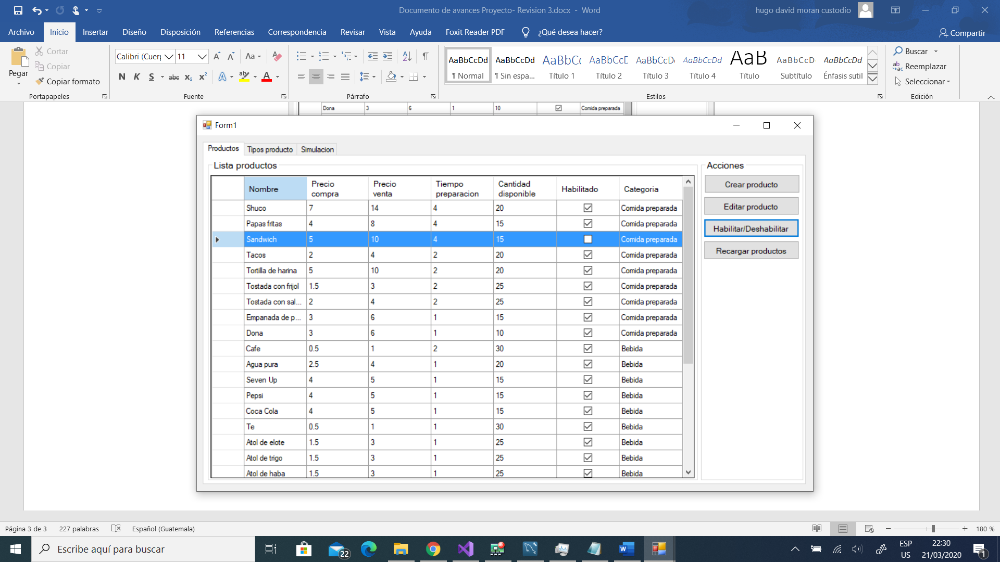 Documento de avances Proyecto- Revision 3.docx - Word
hugo david moran custodio
Archivo Inicio Insertar Diseño Disposición Referencias Correspondencia Revisar Vista Ayuda Foxit Reader PDF ¿Qué desea hacer? Compartir
Pegar
Cortar
Copiar
Copiar formato
Portapapeles
Calibri (Cuerp 11
Aa
N K S abc x₂ x² A ab A
Fuente
Párrafo
AaBbCcDd AaBbCcDd AaBbCc AaBbCcE AaBbCcDc AaBbCcDd AaB AaBbCcD AaBbCcDd
¶ Normal ¶ Sin espa... Título 1 Título 2 Título 3 Título 4 Título Subtítulo Énfasis sutil
Estilos
Buscar
Reemplazar
Seleccionar
Edición
Dona 3 6 1 10 Comida preparada
Form1
Productos Tipos producto Simulacion
Lista productos
Nombre Precio compra Precio venta Tiempo preparacion Cantidad disponible Habilitado Categoria
Shuco 7 14 4 20 Comida preparada
Papas fritas 4 8 4 15 Comida preparada
Sandwich 5 10 4 15 Comida preparada
Tacos 2 4 2 20 Comida preparada
Tortilla de harina 5 10 2 20 Comida preparada
Tostada con frijol 1.5 3 2 25 Comida preparada
Tostada con sal... 2 4 2 25 Comida preparada
Empanada de p... 3 6 1 15 Comida preparada
Dona 3 6 1 10 Comida preparada
Cafe 0.5 1 2 30 Bebida
Agua pura 2.5 4 1 20 Bebida
Seven Up 4 5 1 15 Bebida
Pepsi 4 5 1 15 Bebida
Coca Cola 4 5 1 15 Bebida
Te 0.5 1 1 30 Bebida
Atol de elote 1.5 3 1 25 Bebida
Atol de trigo 1.5 3 1 25 Bebida
Atol de haba 1.5 3 1 25 Bebida
Acciones
Crear producto
Editar producto
Habilitar/Deshabilitar
Recargar productos
Página 3 de 3 227 palabras Español (Guatemala) 180 %
Escribe aquí para buscar
22
ESP
US
22:30
21/03/2020
1